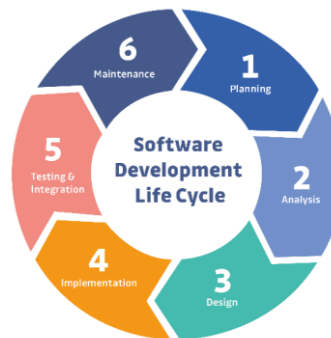 Software
Development
Life Cycle
1
Planning
2
Analysis
3
Design
4
Implementation
5
Testing &
Integration
6
Maintenance